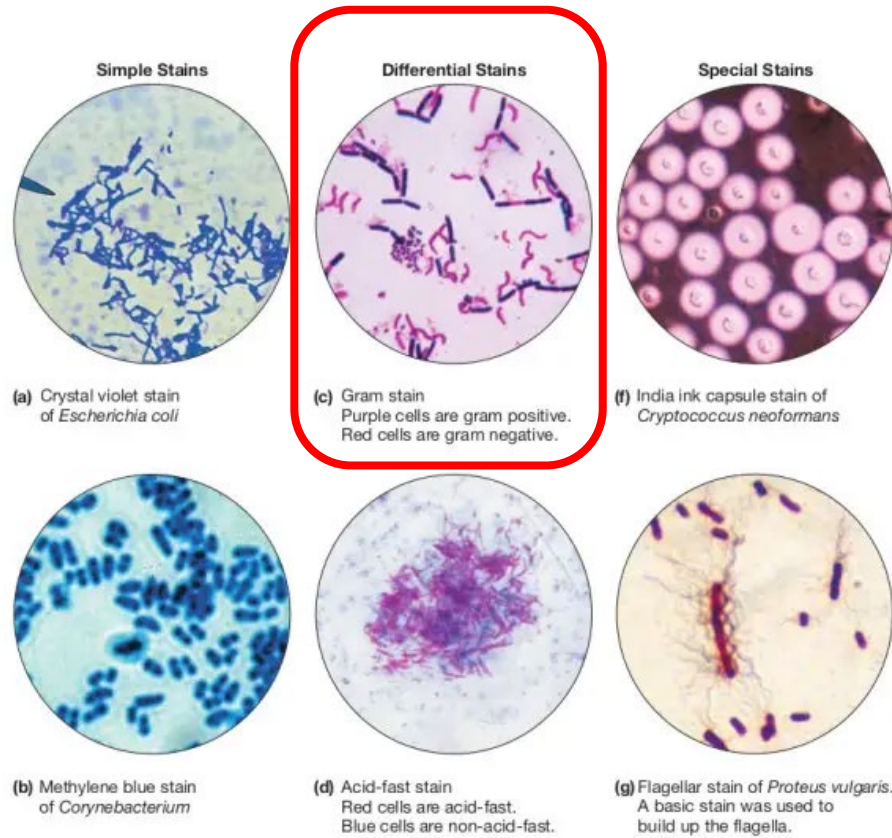 Simple Stains
Differential Stains
Special Stains
(a) Crystal violet stain
of Escherichia coli
(c) Gram stain
Purple cells are gram positive.
Red cells are gram negative.
(f) India ink capsule stain of
Cryptococcus neoformans
(b) Methylene blue stain
of Corynebacterium
(d) Acid-fast stain
Red cells are acid-fast.
Blue cells are non-acid-fast.
(g) Flagellar stain of Proteus vulgaris.
A basic stain was used to
build up the flagella.